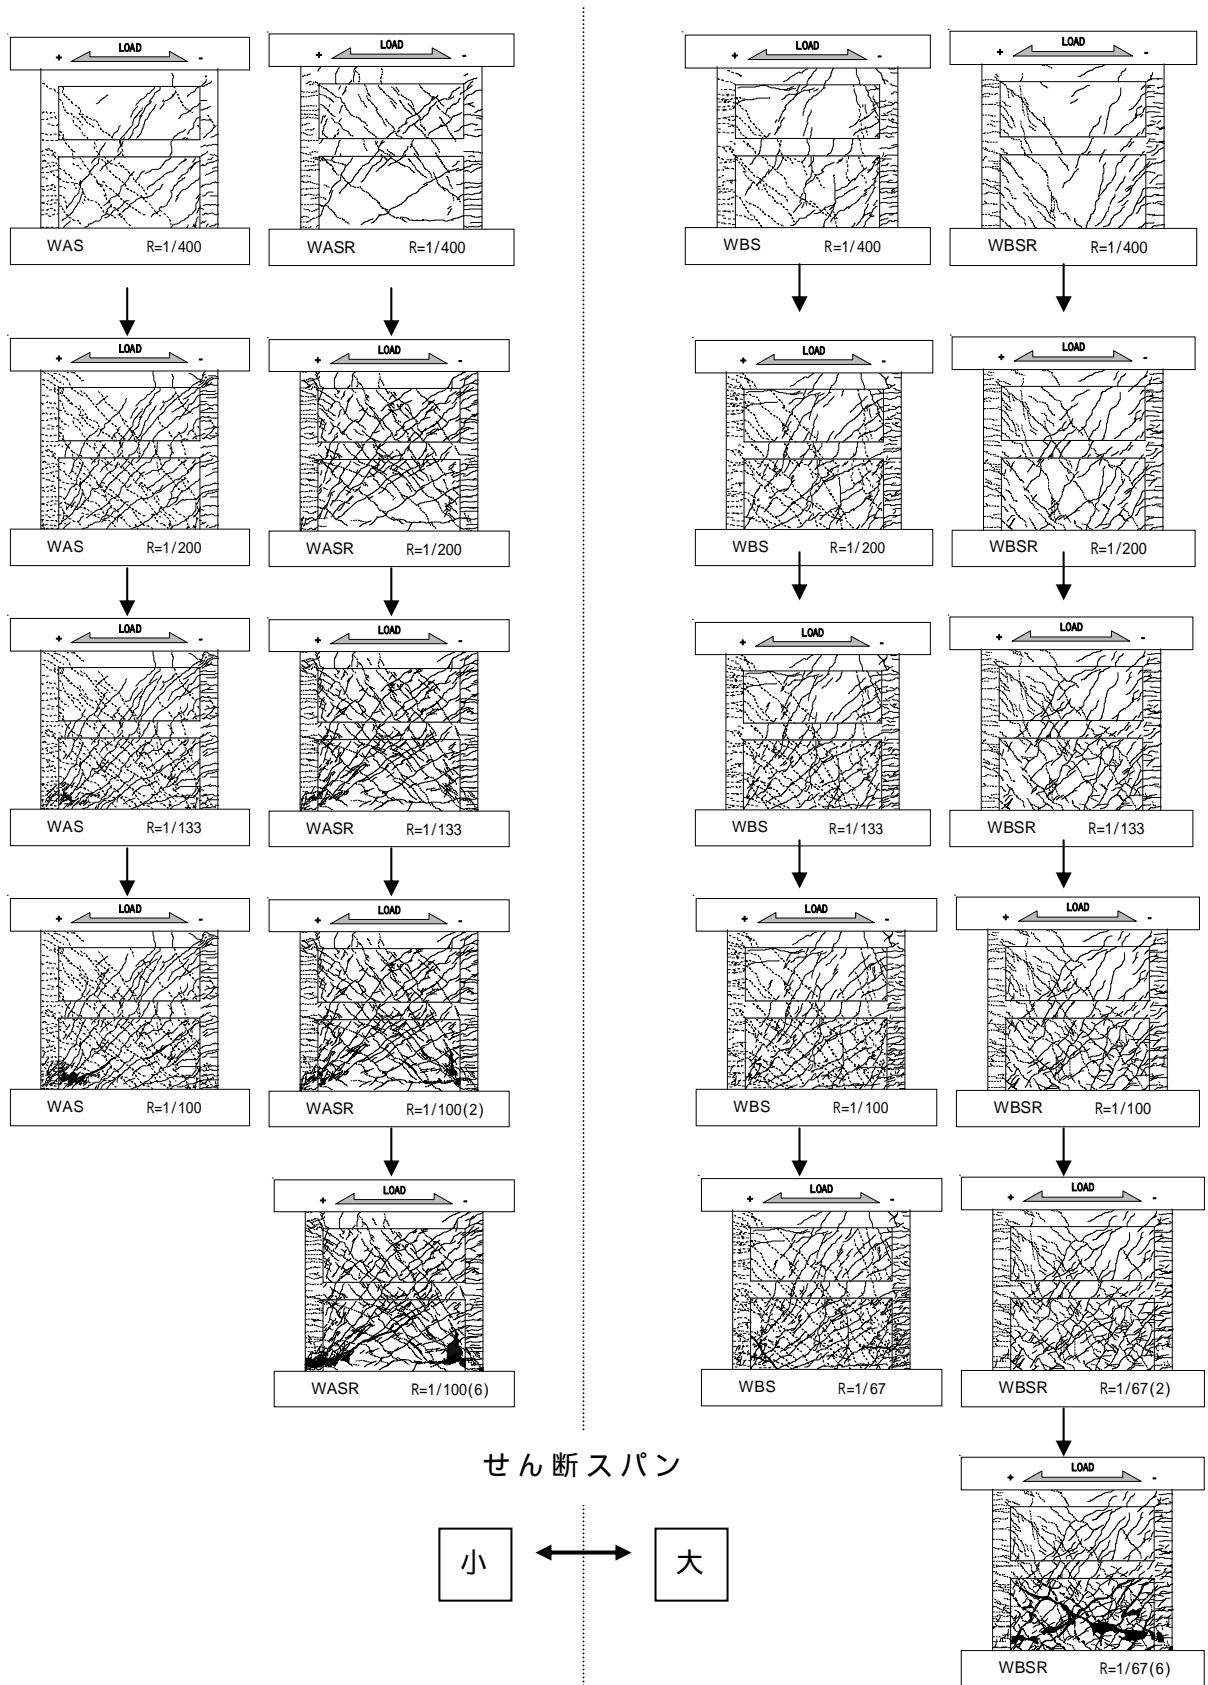 LOAD LOAD LOAD LOAD
+ - + - + - + -
WAS R=1/400 WASR R=1/400 WBS R=1/400 WBSR R=1/400
LOAD LOAD LOAD LOAD
+ - + - + - + -
WAS R=1/200 WASR R=1/200 WBS R=1/200 WBSR R=1/200
LOAD LOAD LOAD LOAD
+ - + - + - + -
WAS R=1/133 WASR R=1/133 WBS R=1/133 WBSR R=1/133
LOAD LOAD LOAD LOAD
+ - + - + - + -
WAS R=1/100 WASR R=1/100(2) WBS R=1/100 WBSR R=1/100
LOAD LOAD LOAD
+ - + - + -
WASR R=1/100(6) WBS R=1/67 WBSR R=1/67(2)
せん断スパン
LOAD
+ -
小 大
WBSR R=1/67(6)